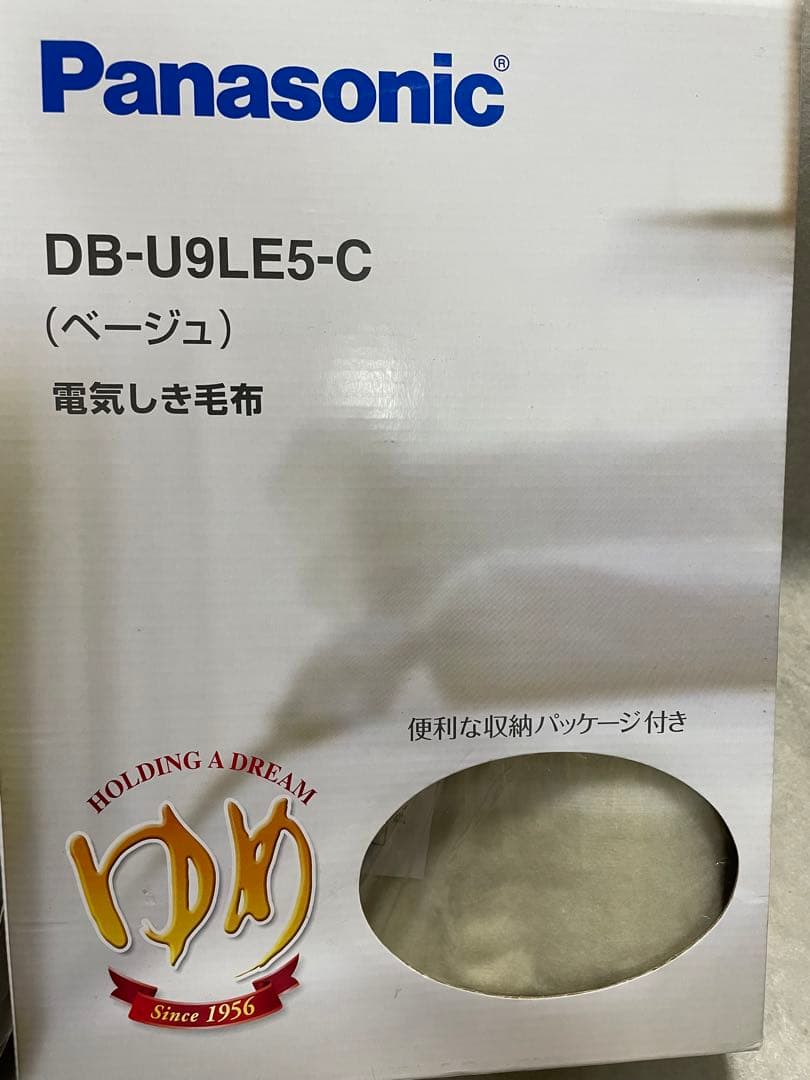 Panasonic®
DB-U9LE5-C
(ベージュ)
電気しき毛布
便利な収納パッケージ付き
HOLDING A DREAM
ゆめ
Since 1956